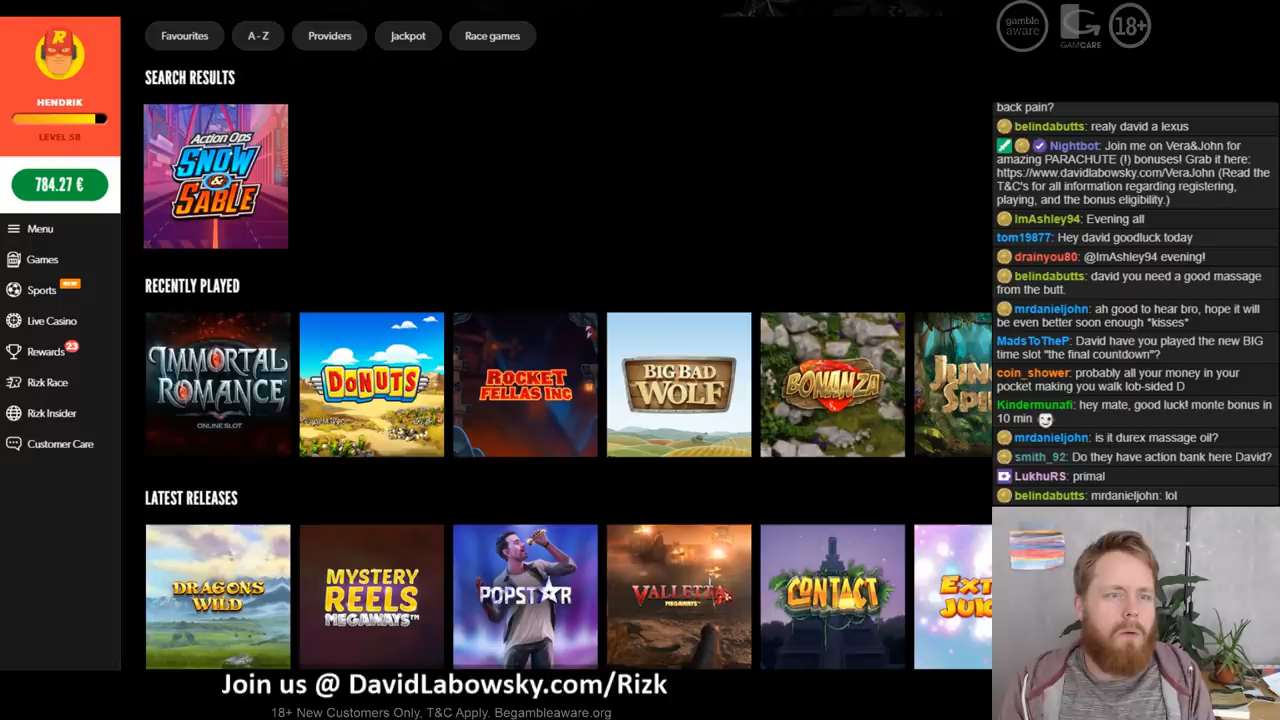 Favourites
A - Z
Providers
Jackpot
Race games
gamble
aware
GAMCARE
18+
R
HENDRIK
LEVEL 58
784.27 €
Menu
Games
Sports
NEW
Live Casino
Rewards
23
Rizk Race
Rizk Insider
Customer Care
SEARCH RESULTS
Action Ops
SNOW
&
SABLE
RECENTLY PLAYED
IMMORTAL
ROMANCE
ONLINE SLOT
DONUTS
ROCKET
FELLAS INC
BIG BAD
WOLF
BONANZA
LATEST RELEASES
DRAGONS
WILD
MYSTERY
REELS
MEGAWAYS™
POPSTAR
VALLETTA
MEGAWAYS™
CONTACT
back pain?
belindabutts: realy david a lexus
Nightbot: Join me on Vera&John for
amazing PARACHUTE (!) bonuses! Grab it here:
https://www.davidlabowsky.com/VeraJohn (Read the
T&C's for all information regarding registering,
playing, and the bonus eligibility.)
ImAshley94: Evening all
tom19877: Hey david goodluck today
drainyou80: @ImAshley94 evening!
belindabutts: david you need a good massage
from the butt.
mrdanieljohn: ah good to hear bro, hope it will
be even better soon enough *kisses*
MadsToTheP: David have you played the new BIG
time slot "the final countdown"?
coin_shower: probably all your money in your
pocket making you walk lob-sided D
Kindermunafi: hey mate, good luck! monte bonus in
10 min
mrdanieljohn: is it durex massage oil?
smith_92: Do they have action bank here David?
LukhuRS: primal
belindabutts: mrdanieljohn: lol
Join us @ DavidLabowsky.com/Rizk
18+ New Customers Only, T&C Apply. Begambleaware.org